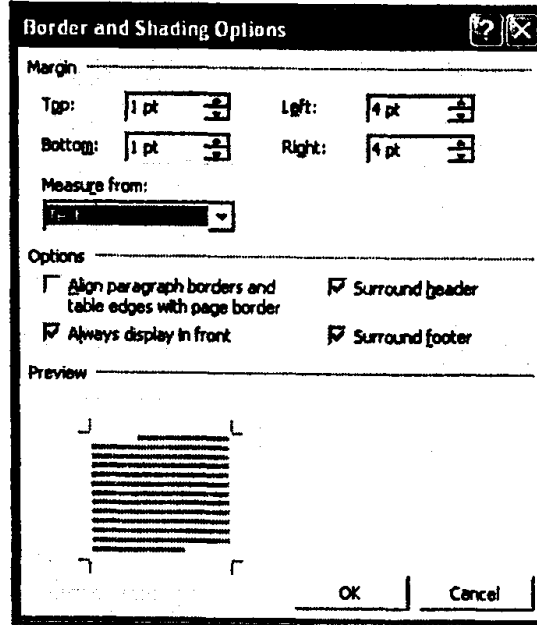 Border and Shading Options
Margin
Top: 1 pt Left: 4 pt
Bottom: 1 pt Right: 4 pt
Measure from:
Text
Options
Align paragraph borders and table edges with page border
Surround header
Always display in front
Surround footer
Preview
OK Cancel